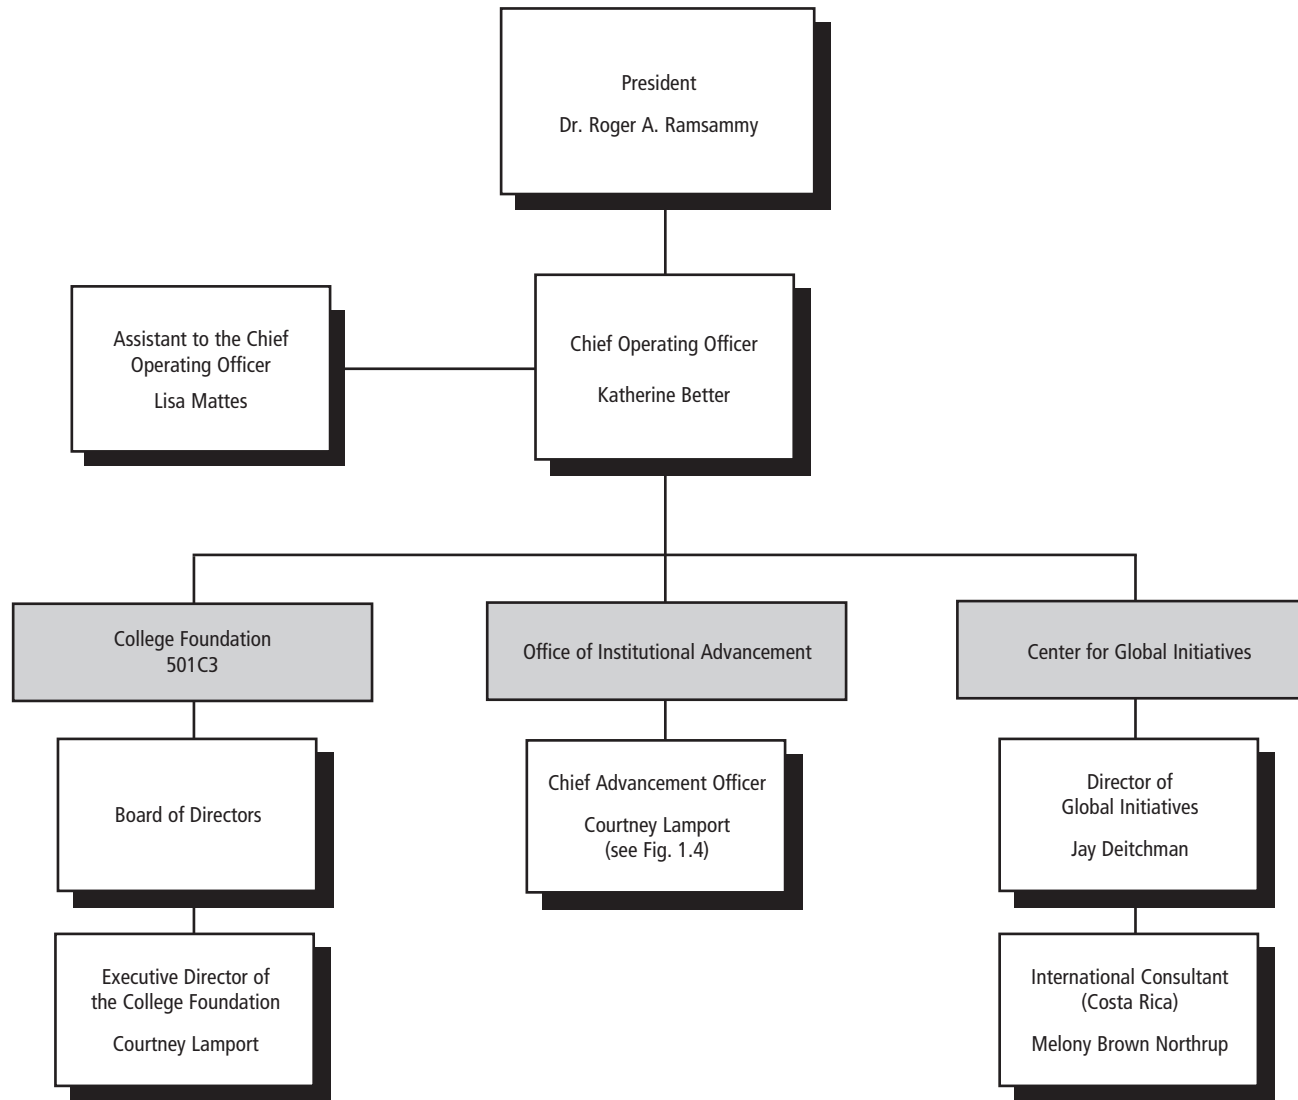 President
Dr. Roger A. Ramsammy
Assistant to the Chief
Operating Officer
Lisa Mattes
Chief Operating Officer
Katherine Better
College Foundation
501C3
Office of Institutional Advancement
Center for Global Initiatives
Board of Directors
Chief Advancement Officer
Courtney Lamport
(see Fig. 1.4)
Director of
Global Initiatives
Jay Deitchman
Executive Director of
the College Foundation
Courtney Lamport
International Consultant
(Costa Rica)
Melony Brown Northrup